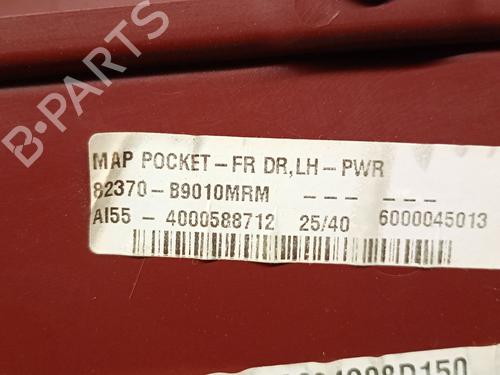 MAP POCKET-FR DR,LH-PWR
82370-B9010MRM --- ---
AI55-4000588712 25/40 6000045013
B-PARTS